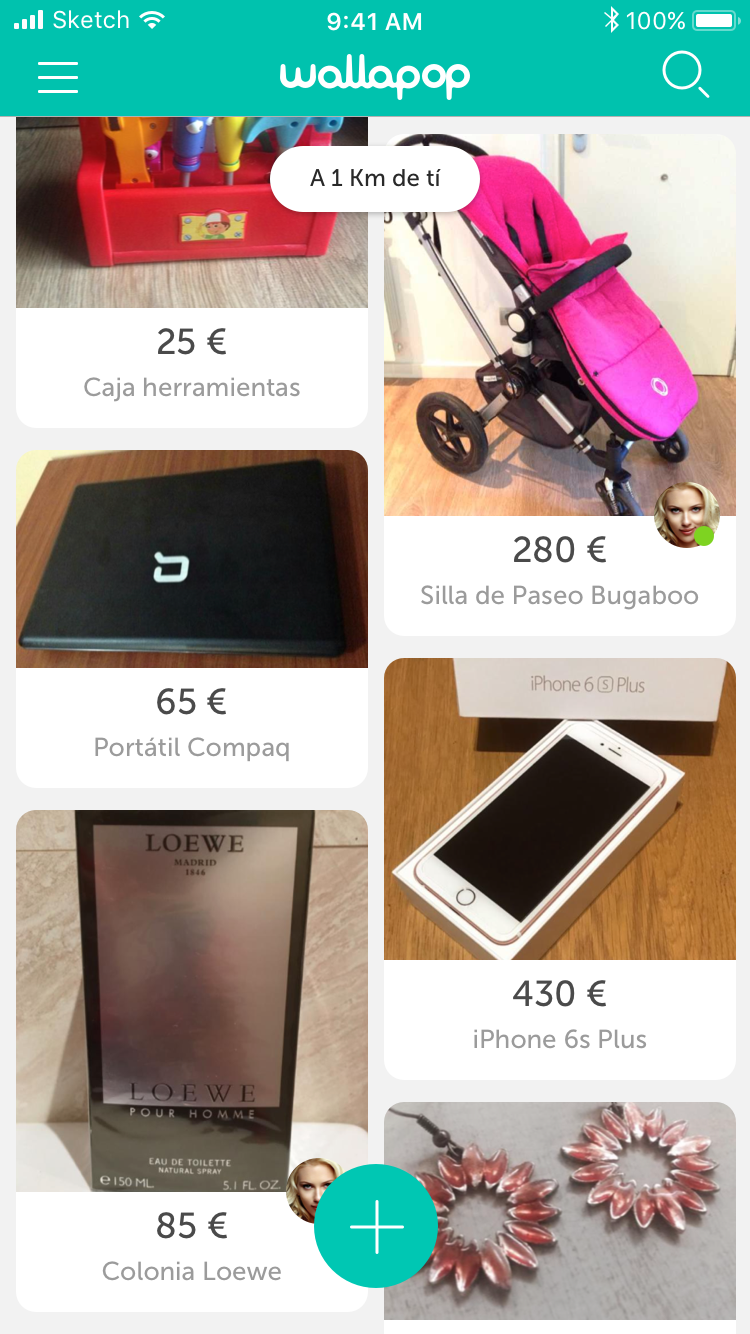 Sketch
9:41 AM
100%
wallapop
A 1 Km de tí
25 €
Caja herramientas
280 €
Silla de Paseo Bugaboo
65 €
Portátil Compaq
iPhone 6 S Plus
430 €
iPhone 6s Plus
LOEWE
MADRID
1846
LOEWE
POUR HOMME
EAU DE TOILETTE
NATURAL SPRAY
e 150 ML 5.1 FL. OZ.
85 €
Colonia Loewe